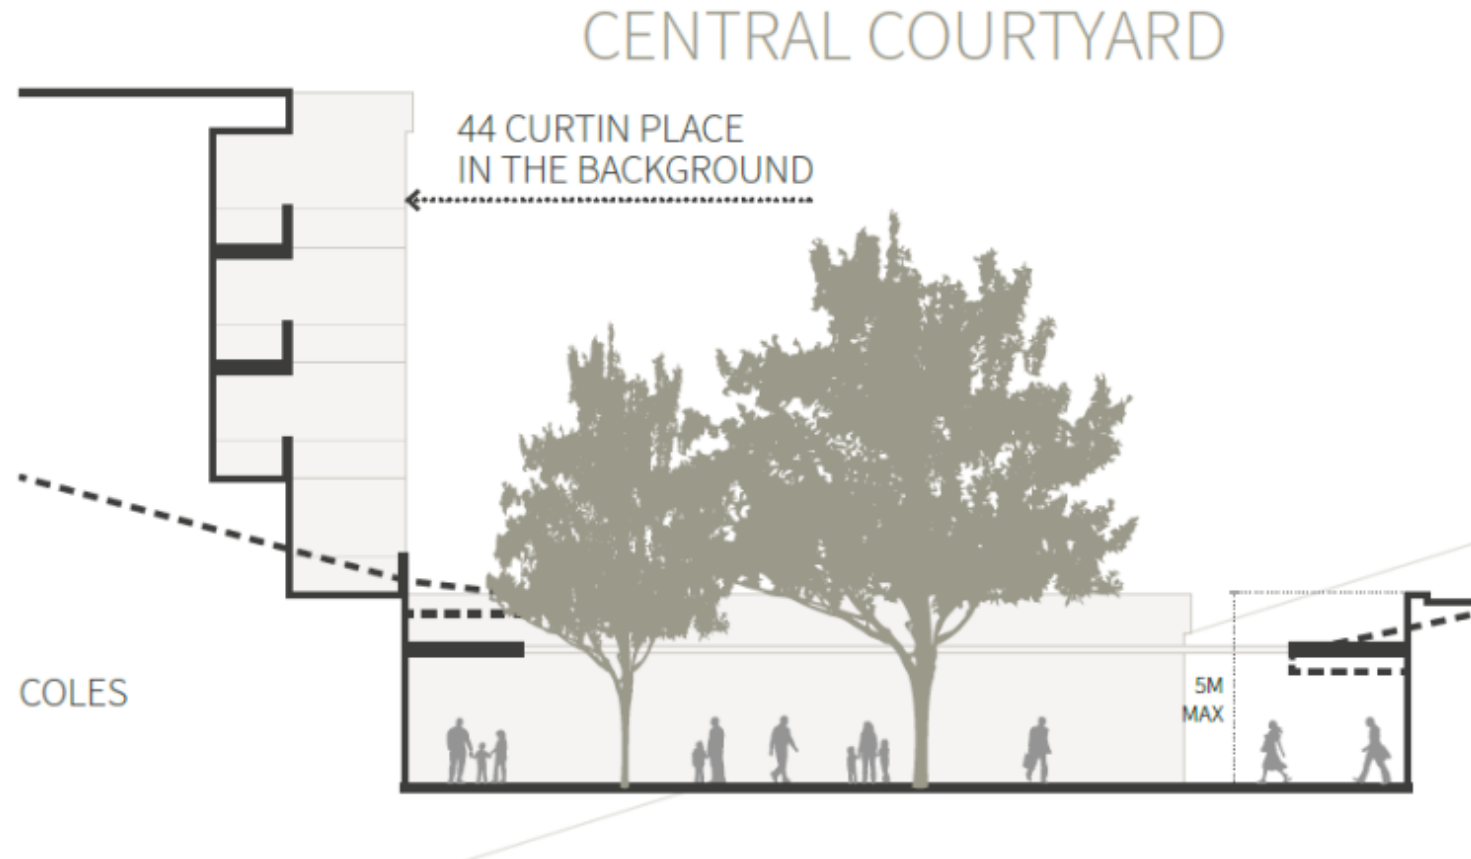 CENTRAL COURTYARD
44 CURTIN PLACE
IN THE BACKGROUND
COLES
5M
MAX